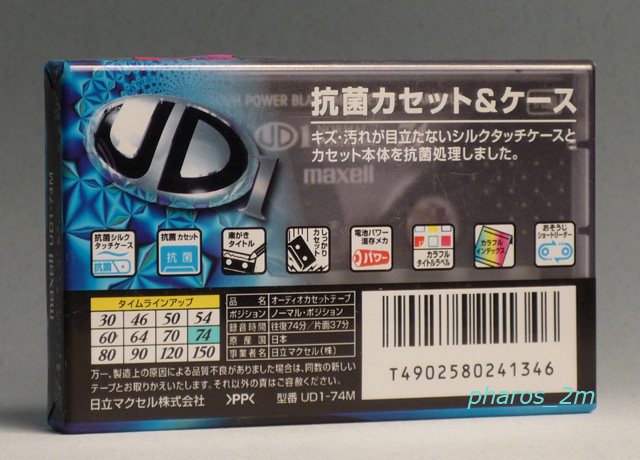 UD
I
POWER BLA
抗菌カセット&ケース
キズ・汚れが目立たないシルクタッチケースと
カセット本体を抗菌処理しました。
UD
maxell
maxell UD1-74M
抗菌シルク
タッチケース
抗菌
抗菌カセット
抗菌
楽がき
タイトル
しっかり
カセット
電池パワー
温存メカ
パワー
カラフル
タイトルラベル
カラフル
インデックス
おそうじ
ショートリーダー
タイムラインアップ
30 46 50 54
60 64 70 74
80 90 120 150
品名 オーディオカセットテープ
ポジション ノーマル・ポジション
録音時間 往復74分/片面37分
原産国 日本
事業者名 日立マクセル(株)
万一、製造上の原因による品質不良がありました場合は、同数の新しい
テープとお取りかえいたします。それ以外の責はご容赦ください。
日立マクセル株式会社 >PP< 型番 UD1-74M
T4902580241346
pharos_2m